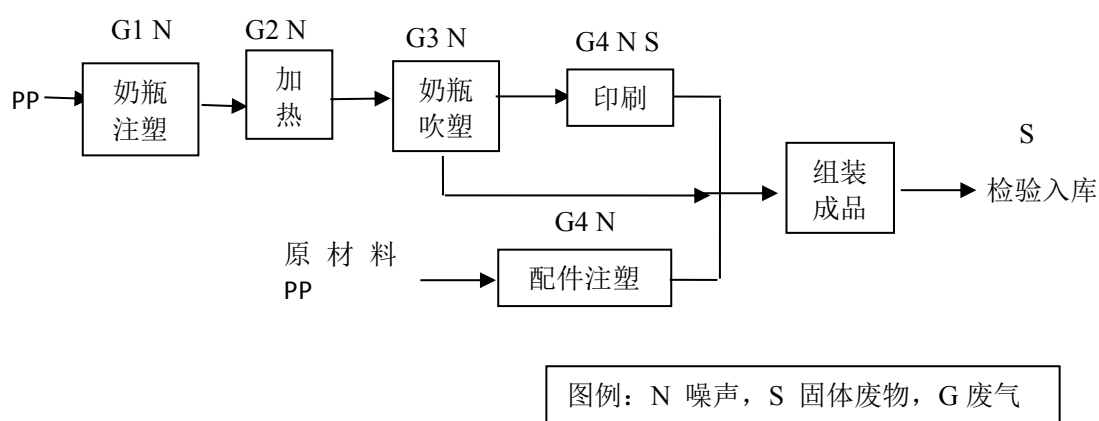 G1 N
G2 N
G3 N
G4 N S
PP
奶瓶
注塑
加
热
奶瓶
吹塑
印刷
S
组装
成品
检验入库
G4 N
原 材 料
PP
配件注塑
图例：N 噪声，S 固体废物，G 废气